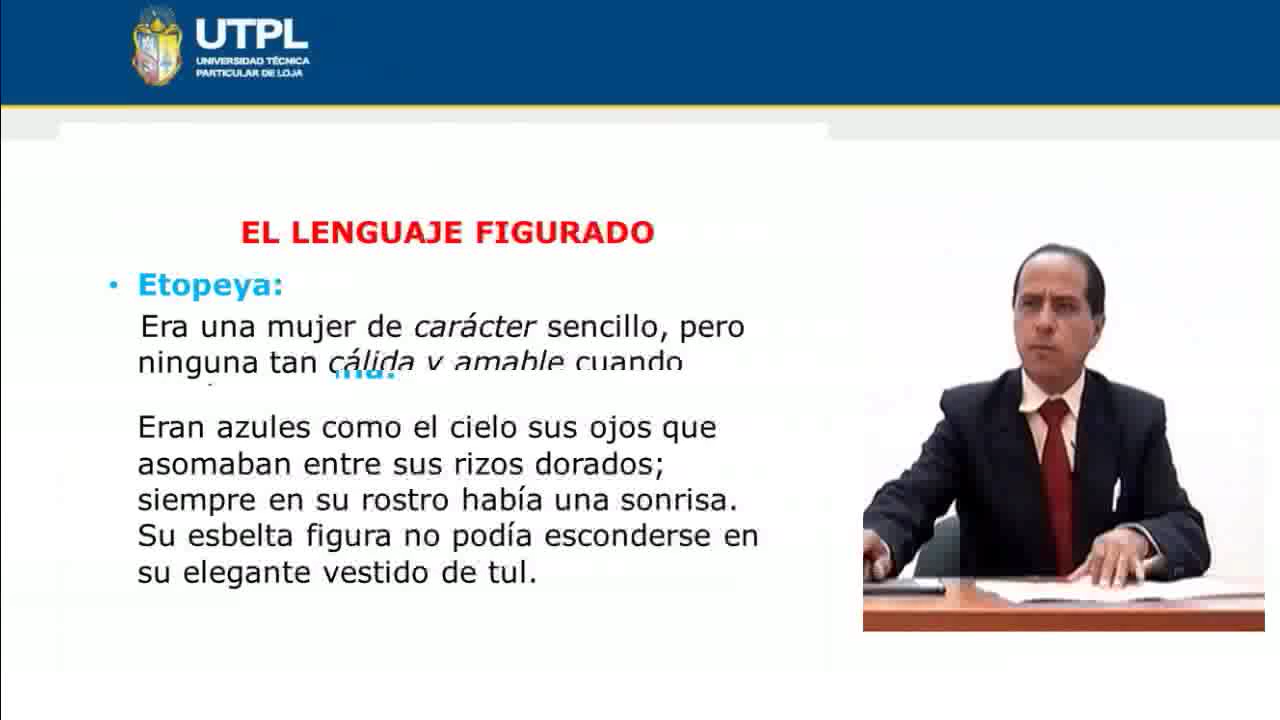 UTPL
UNIVERSIDAD TÉCNICA
PARTICULAR DE LOJA
EL LENGUAJE FIGURADO
• Etopeya:
Era una mujer de carácter sencillo, pero
ninguna tan cálida y amable cuando
Eran azules como el cielo sus ojos que
asomaban entre sus rizos dorados;
siempre en su rostro había una sonrisa.
Su esbelta figura no podía esconderse en
su elegante vestido de tul.